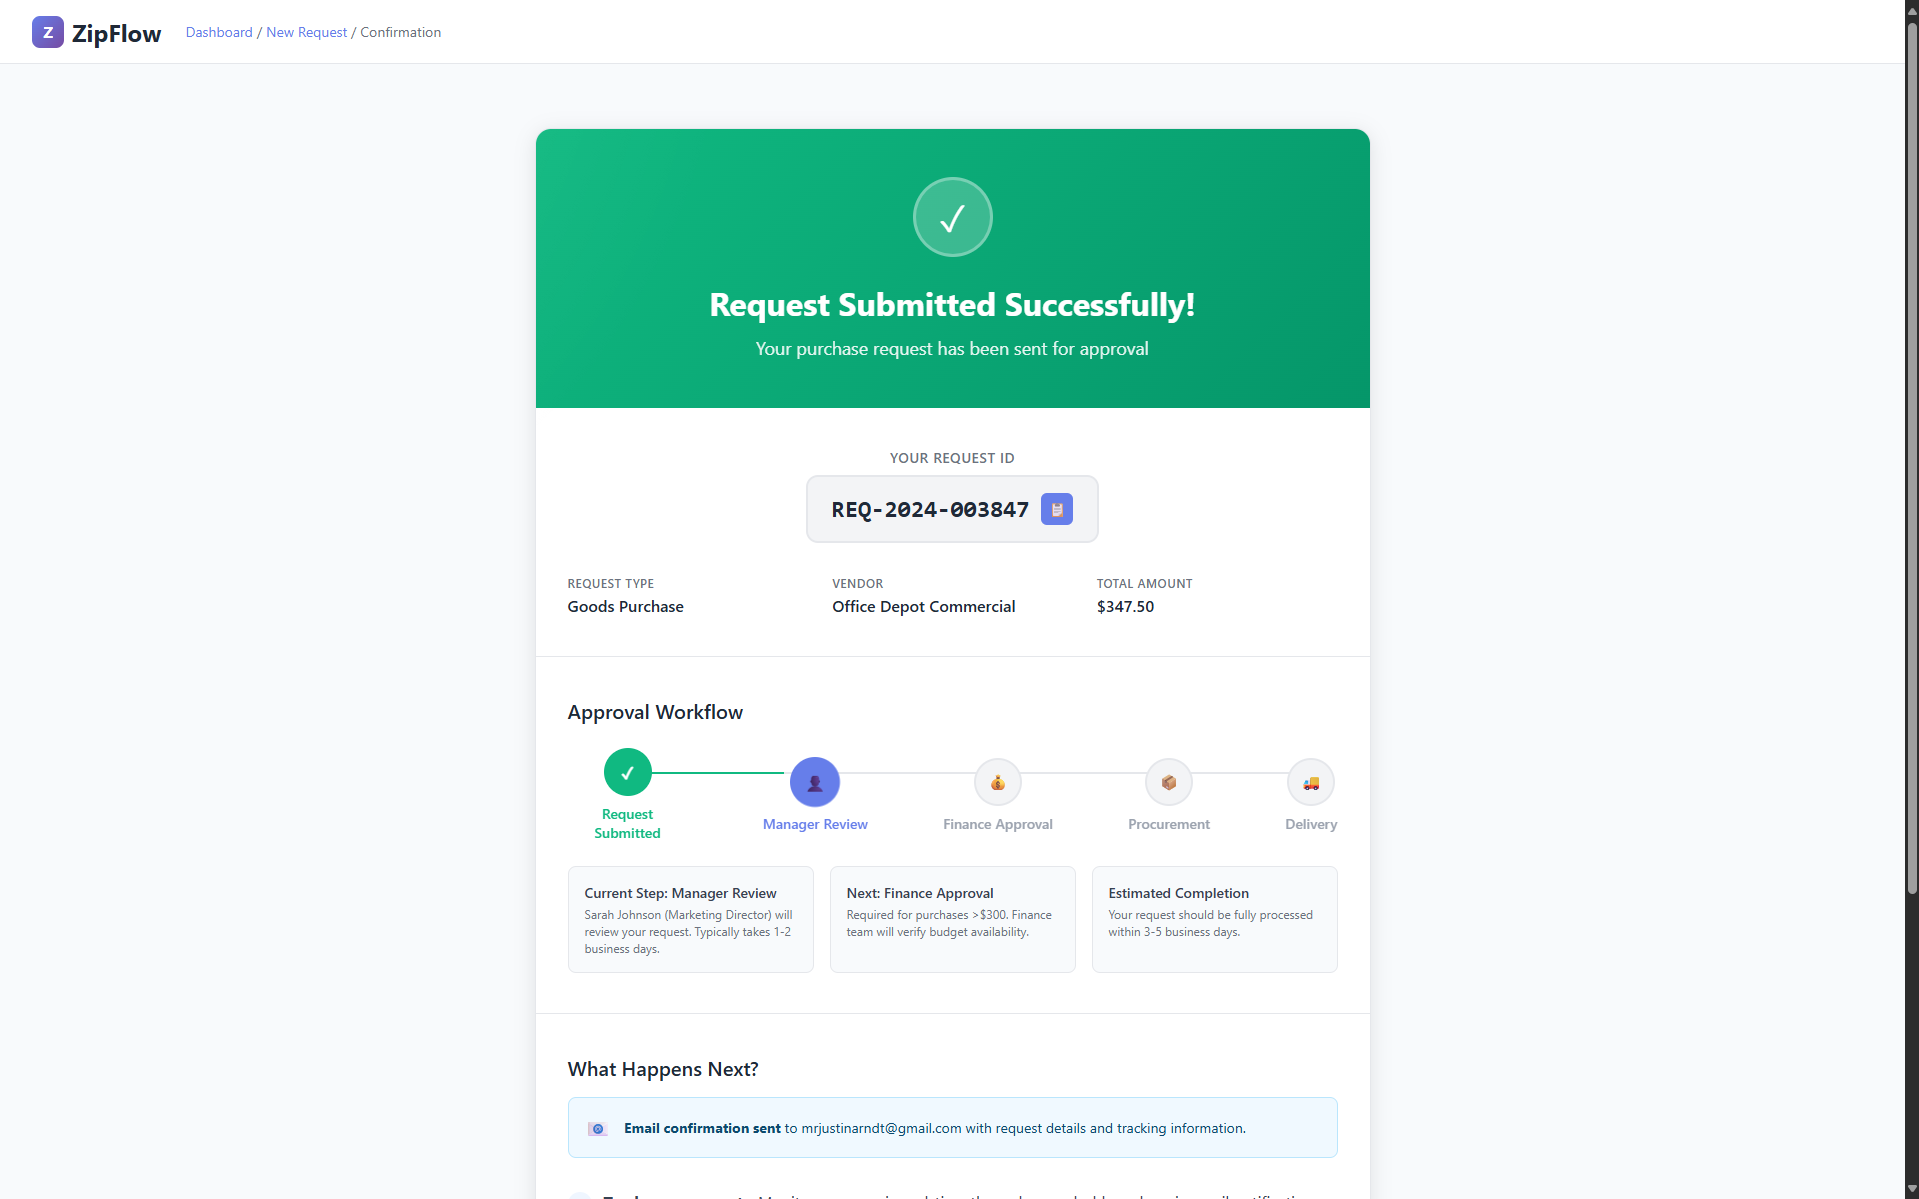 Z ZipFlow Dashboard / New Request / Confirmation
✓
Request Submitted Successfully!
Your purchase request has been sent for approval
YOUR REQUEST ID
REQ-2024-003847
REQUEST TYPE VENDOR TOTAL AMOUNT
Goods Purchase Office Depot Commercial $347.50
Approval Workflow
Request
Submitted
Manager Review
Finance Approval
Procurement
Delivery
Current Step: Manager Review
Sarah Johnson (Marketing Director) will
review your request. Typically takes 1-2
business days.
Next: Finance Approval
Required for purchases >$300. Finance
team will verify budget availability.
Estimated Completion
Your request should be fully processed
within 3-5 business days.
What Happens Next?
Email confirmation sent to mrjustinarndt@gmail.com with request details and tracking information.